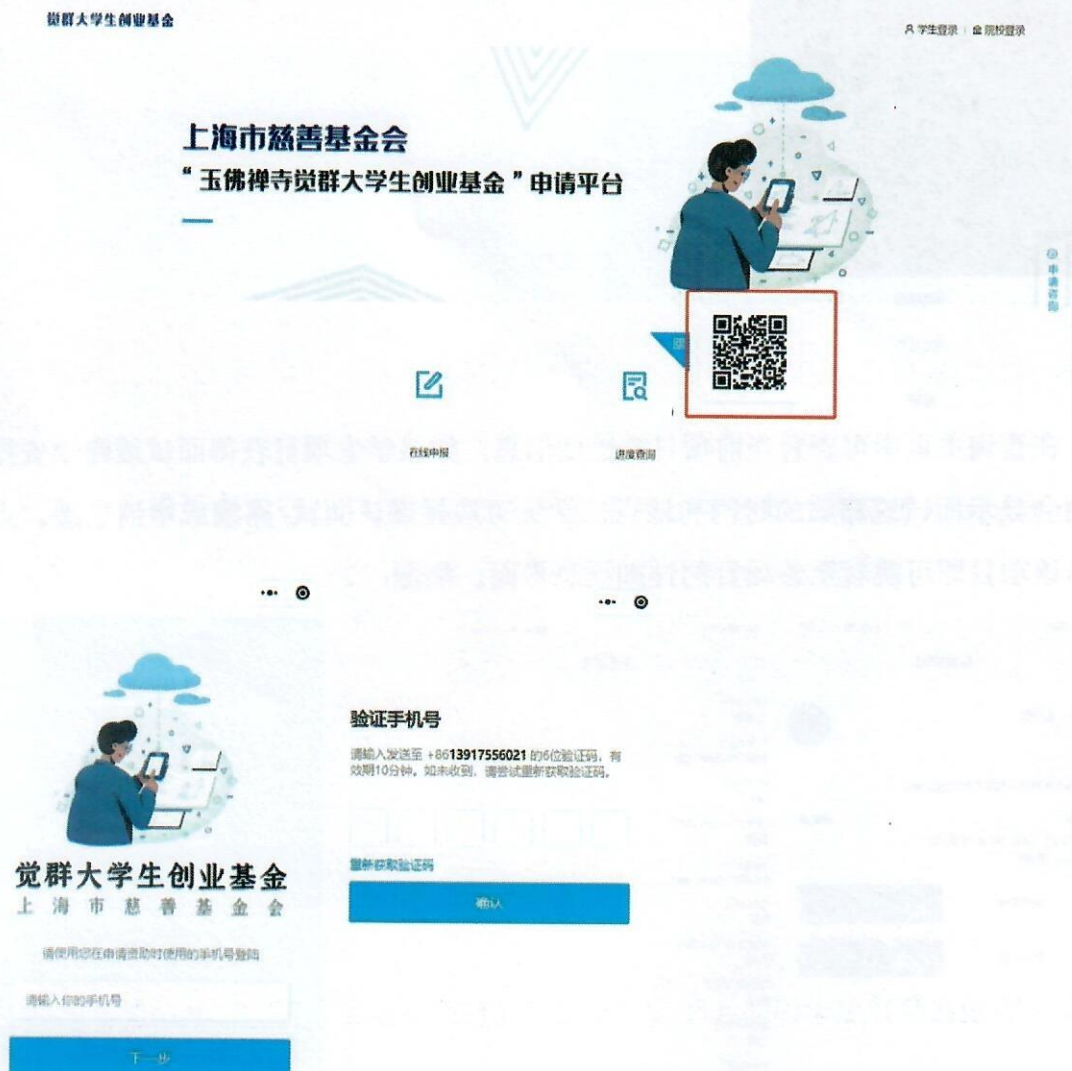 觉群大学生创业基金
学生登录 院校登录
上海市慈善基金会
“玉佛禅寺觉群大学生创业基金”申请平台
申请咨询
在线申报
进度查询
验证手机号
请输入发送至 +8613917556021 的6位验证码，有
效期10分钟。如未收到，请尝试重新获取验证码。
重新获取验证码
确认
觉群大学生创业基金
上海市慈善基金会
请使用您在申请资助时使用的手机号登陆
请输入你的手机号
下一步